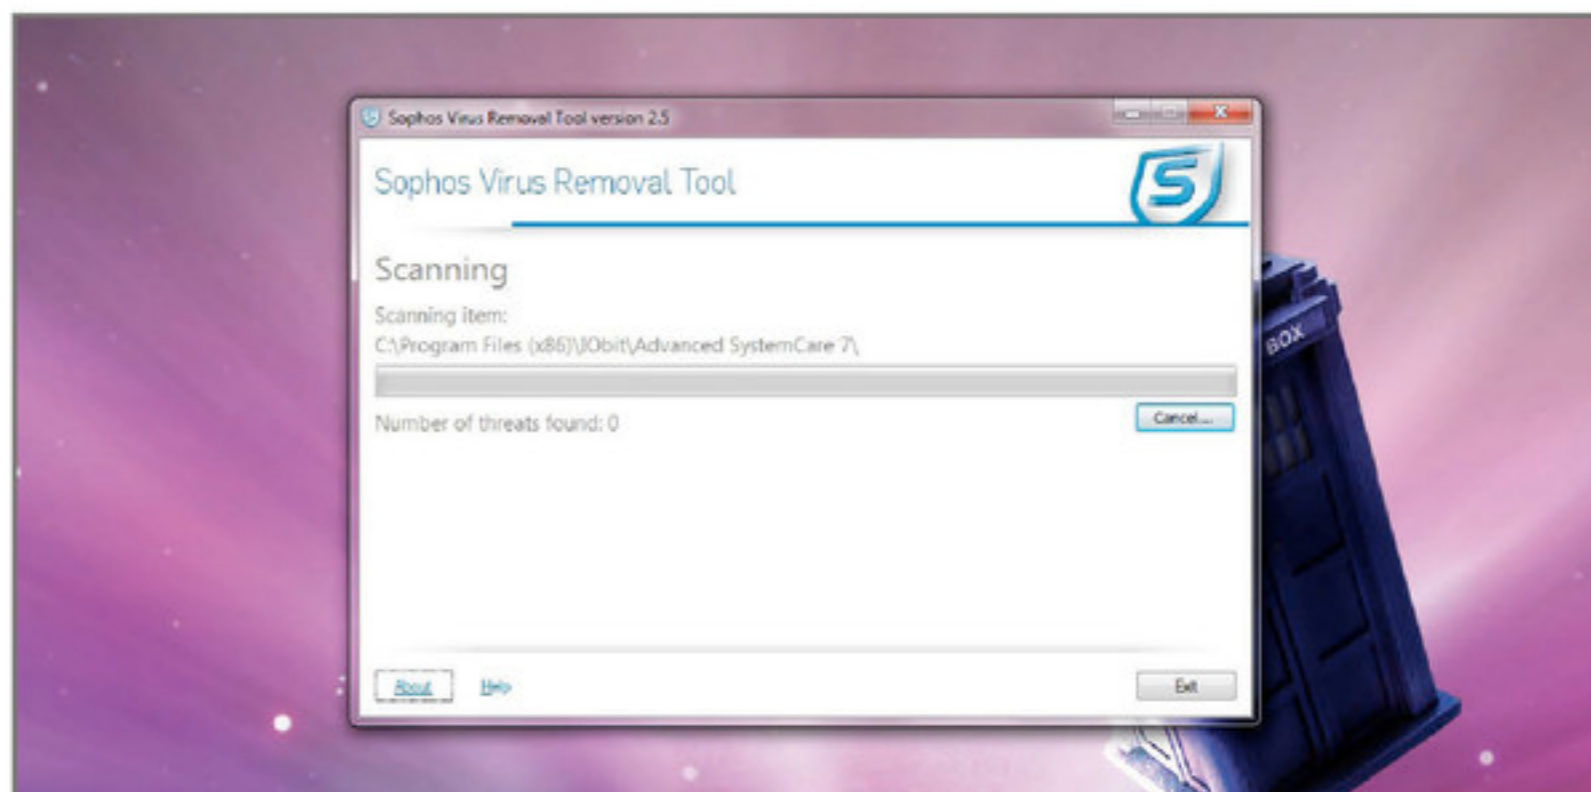 Sophos Virus Removal Tool version 2.5
Sophos Virus Removal Tool
S
Scanning
Scanning item:
C:\Program Files (x86)\IObit\Advanced SystemCare 7\
Number of threats found: 0
Cancel...
BOX
About Help
Exit